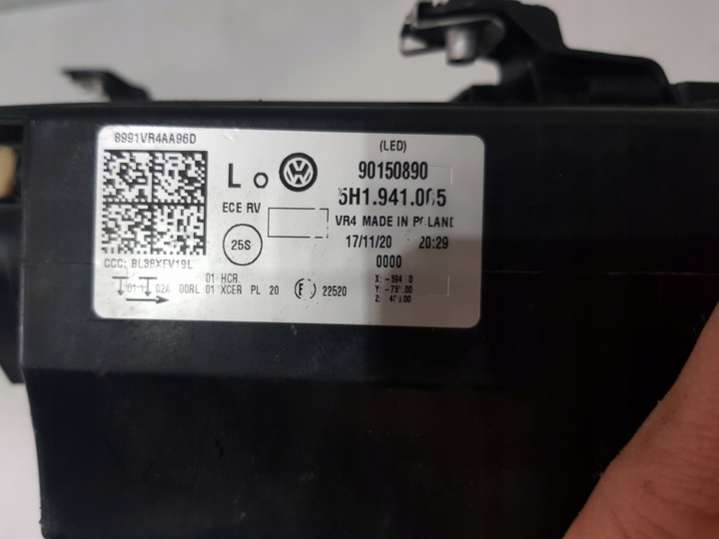 8991VR4AA96D
(LED)
L o
90150890
5H1.941.005
ECE RV
VR4 MADE IN POLAND
25S
17/11/20 20:29
0000
01 HCR
02A 00RL 01 XCER PL 20 22520
X:
Y:
Z: